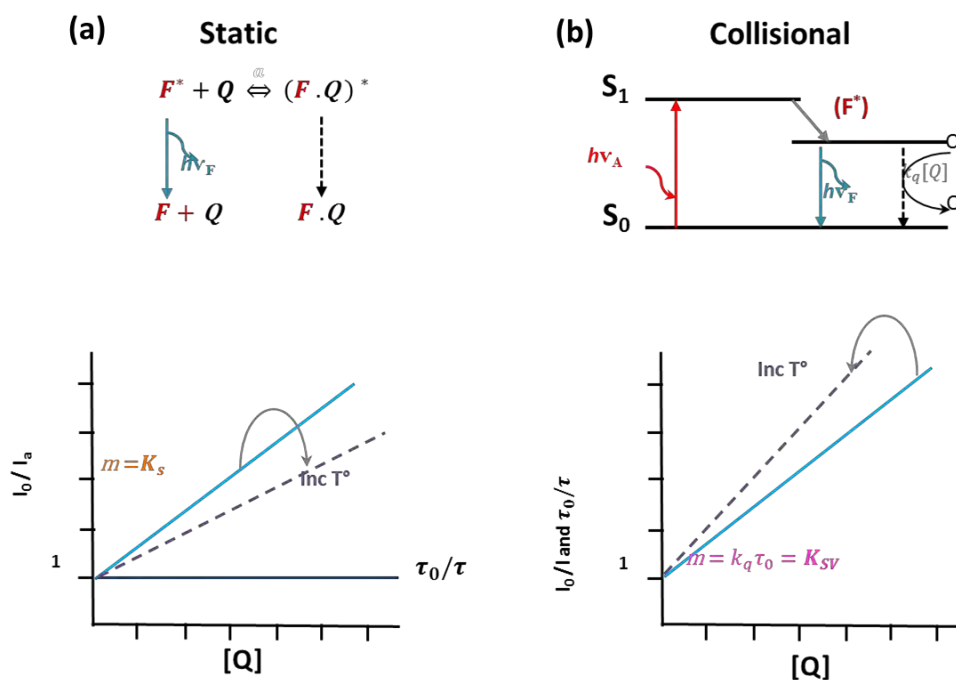 (a) Static
F* + Q ⇔ (F .Q)*
hνF
F + Q F .Q
I0/ Ia
1
m = Ks
Inc T°
τ0/τ
[Q]
(b) Collisional
S1
(F*)
hνA
hνF
kq[Q]
S0
I0/I and τ0/τ
1
Inc T°
m = kqτ0 = KSV
[Q]